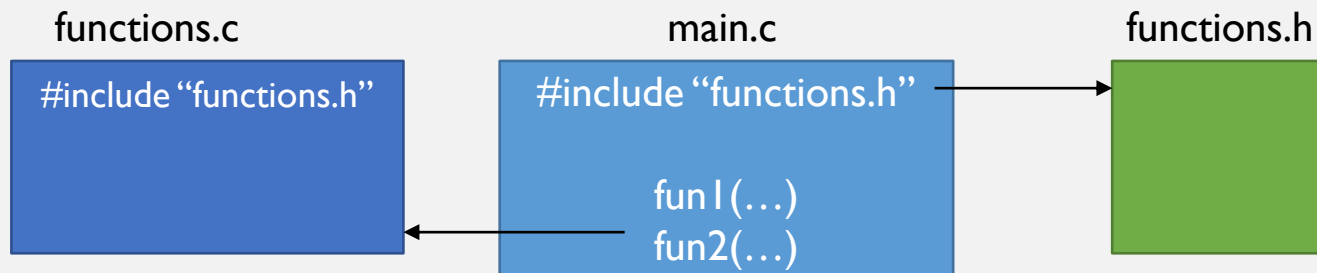 functions.c
main.c
functions.h
#include “functions.h”
#include “functions.h”
fun1(…)
fun2(…)